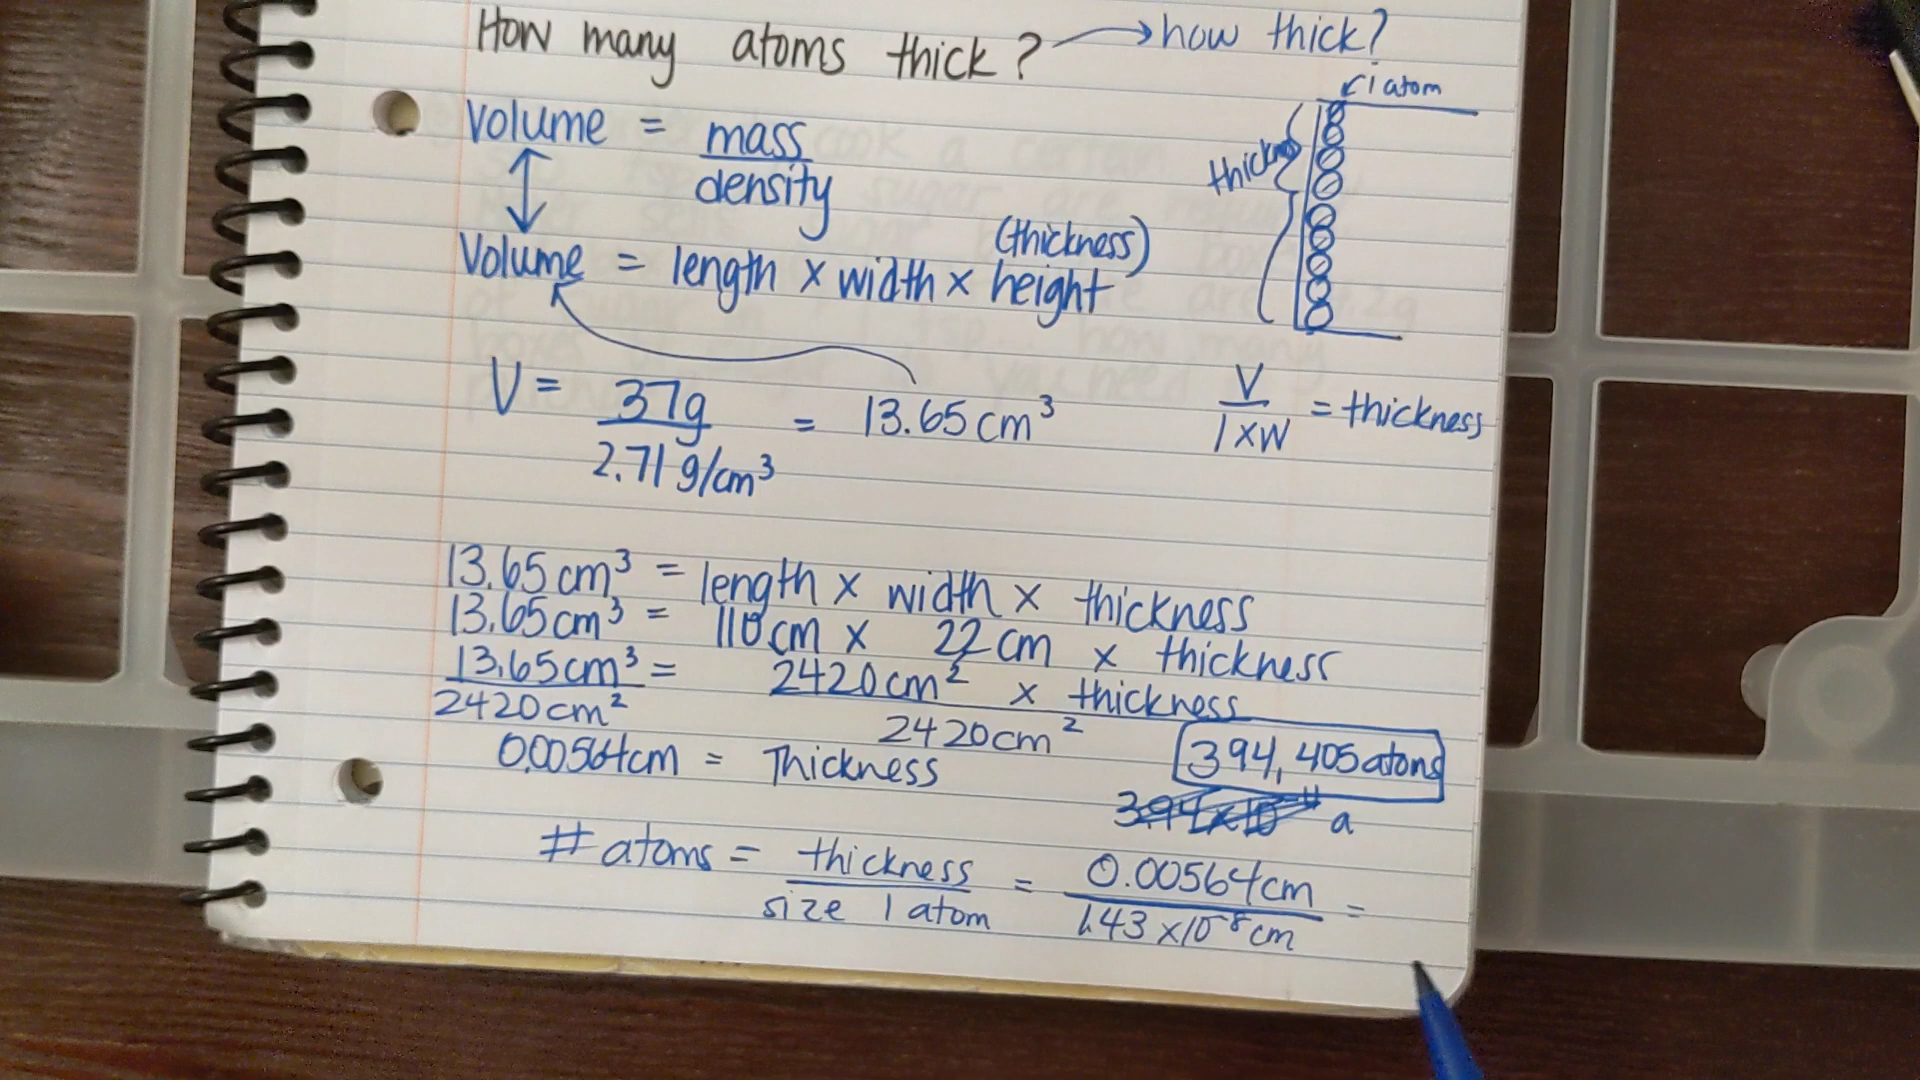 How many atoms thick? → how thick?
↙ 1 atom
Volume = mass
density
thickness
(thickness)
Volume = length x width x height
V = 37g = 13.65 cm³
2.71 g/cm³
V = thickness
l x w
13.65 cm³ = length x width x thickness
13.65 cm³ = 110 cm x 22 cm x thickness
13.65 cm³ = 2420 cm² x thickness
2420 cm² 2420 cm²
0.00564 cm = Thickness
394,405 atoms
a
# atoms = thickness = 0.00564 cm =
size 1 atom 1.43 x 10⁻⁸ cm